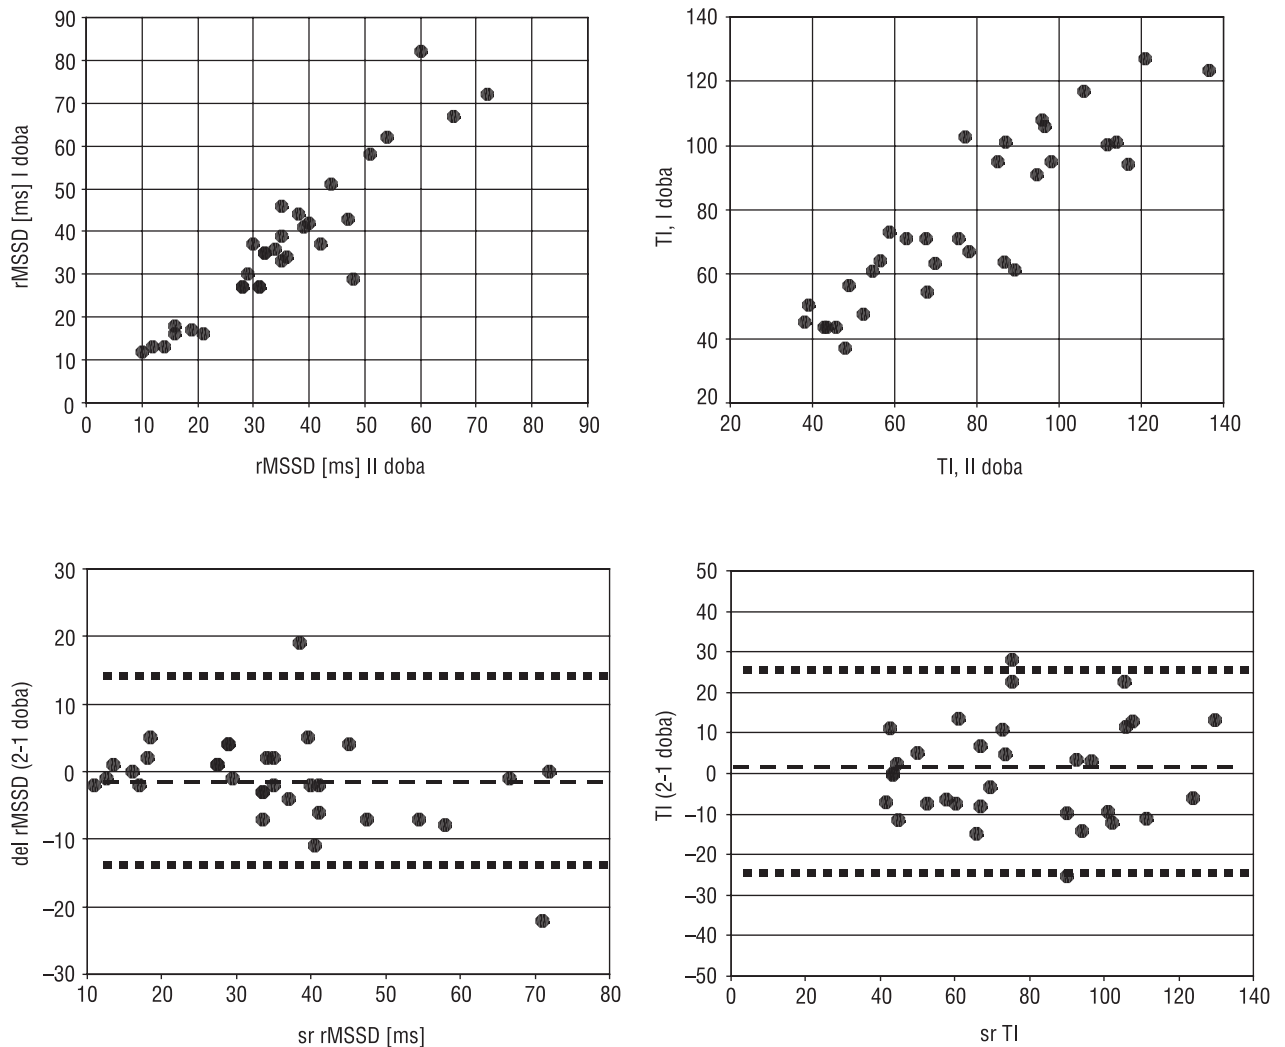 90
80
70
60
50
40
30
20
10
0
rMSSD [ms] I doba
0 10 20 30 40 50 60 70 80 90
rMSSD [ms] II doba
140
120
100
80
60
40
20
TI, I doba
20 40 60 80 100 120 140
TI, II doba
30
20
10
0
–10
–20
–30
del rMSSD (2-1 doba)
10 20 30 40 50 60 70 80
sr rMSSD [ms]
50
40
30
20
10
0
–10
–20
–30
–40
–50
TI (2-1 doba)
0 20 40 60 80 100 120 140
sr TI